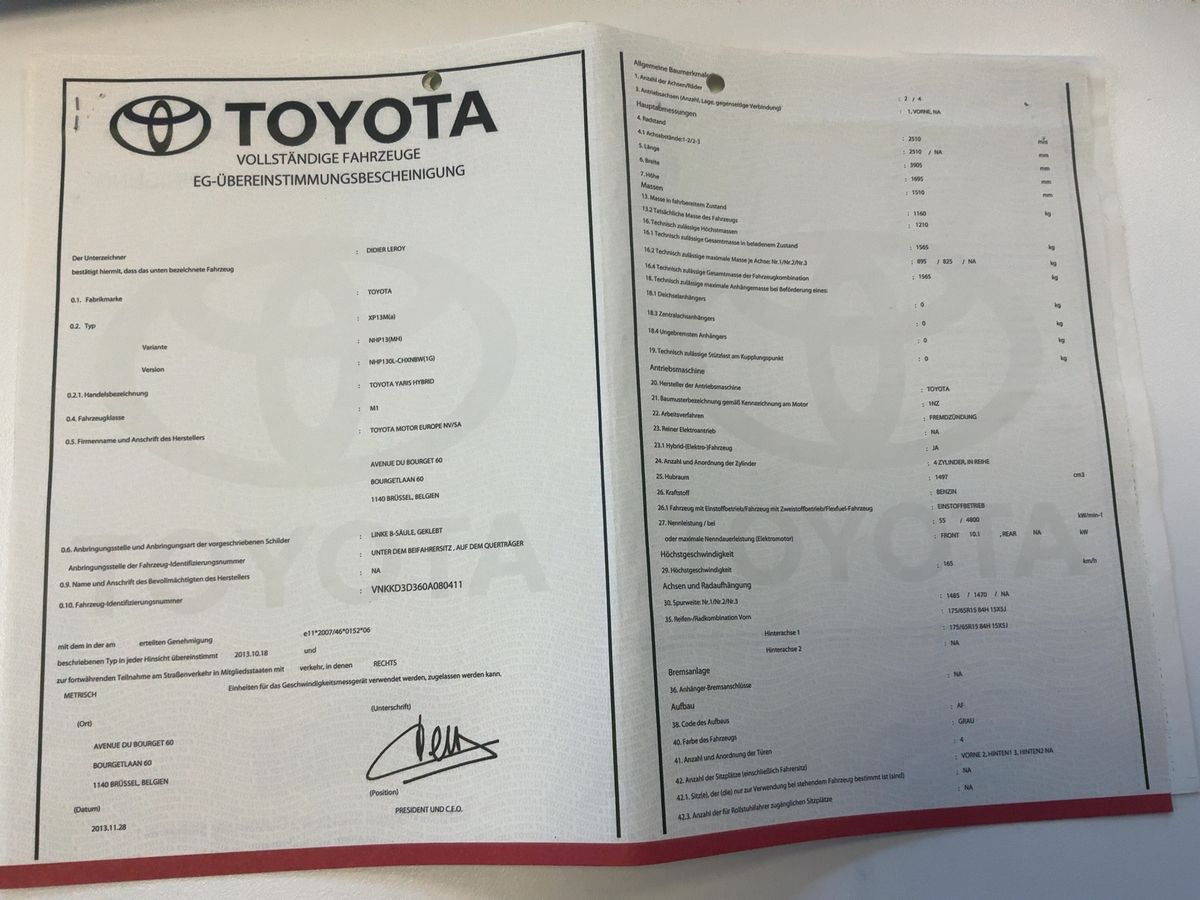 TOYOTA
VOLLSTÄNDIGE FAHRZEUGE
EG-ÜBEREINSTIMMUNGSBESCHEINIGUNG
Der Unterzeichner : DIDIER LEROY
bestätigt hiermit, dass das unten bezeichnete Fahrzeug
0.1. Fabrikmarke : TOYOTA
0.2. Typ : XP13M(a)
Variante : NHP13(MH)
Version : NHP130L-CHXNBW(1G)
0.2.1. Handelsbezeichnung : TOYOTA YARIS HYBRID
0.4. Fahrzeugklasse : M1
0.5. Firmenname und Anschrift des Herstellers : TOYOTA MOTOR EUROPE NV/SA
AVENUE DU BOURGET 60
BOURGETLAAN 60
1140 BRÜSSEL, BELGIEN
0.6. Anbringungsstelle und Anbringungsart der vorgeschriebenen Schilder : LINKE B-SÄULE, GEKLEBT
Anbringungsstelle der Fahrzeug-Identifizierungsnummer : UNTER DEM BEIFAHRERSITZ , AUF DEM QUERTRÄGER
0.9. Name und Anschrift des Bevollmächtigten des Herstellers : NA
0.10. Fahrzeug-Identifizierungsnummer : VNKKD3D360A080411
mit dem in der am erteilten Genehmigung e11*2007/46*0152*06
beschriebenen Typ in jeder Hinsicht übereinstimmt 2013.10.18 und
zur fortwährenden Teilnahme am Straßenverkehr in Mitgliedsstaaten mit verkehr, in denen RECHTS
METRISCH Einheiten für das Geschwindigkeitsmessgerät verwendet werden, zugelassen werden kann.
(Ort) (Unterschrift)
AVENUE DU BOURGET 60
BOURGETLAAN 60
1140 BRÜSSEL, BELGIEN
(Position)
(Datum) PRESIDENT UND C.E.O.
2013.11.28
Allgemeine Baumerkmale
1. Anzahl der Achsen/Räder : 2 / 4
3. Antriebsachsen (Anzahl, Lage, gegenseitige Verbindung) : 1, VORNE, NA
Hauptabmessungen
4. Radstand : 2510 mm
4.1 Achsabstände:1-2/2-3 : 2510 / NA mm
5. Länge : 3905 mm
6. Breite : 1695 mm
7. Höhe : 1510 mm
Massen
13. Masse in fahrbereitem Zustand : 1160 kg
13.2 Tatsächliche Masse des Fahrzeugs : 1210
16. Technisch zulässige Höchstmassen
16.1 Technisch zulässige Gesamtmasse in beladenem Zustand : 1565 kg
16.2 Technisch zulässige maximale Masse je Achse: Nr.1/Nr.2/Nr.3 : 895 / 825 / NA kg
16.4 Technisch zulässige Gesamtmasse der Fahrzeugkombination : 1565 kg
18. Technisch zulässige maximale Anhängemasse bei Beförderung eines:
18.1 Deichselanhängers : 0 kg
18.3 Zentralachsanhängers : 0 kg
18.4 Ungebremsten Anhängers : 0 kg
19. Technisch zulässige Stützlast am Kupplungspunkt : 0 kg
Antriebsmaschine
20. Hersteller der Antriebsmaschine : TOYOTA
21. Baumusterbezeichnung gemäß Kennzeichnung am Motor : 1NZ
22. Arbeitsverfahren : FREMDZÜNDUNG
23. Reiner Elektroantrieb : NA
23.1 Hybrid-(Elektro-)Fahrzeug : JA
24. Anzahl und Anordnung der Zylinder : 4 ZYLINDER, IN REIHE
25. Hubraum : 1497 cm3
26. Kraftstoff : BENZIN
26.1 Fahrzeug mit Einstoffbetrieb/Fahrzeug mit Zweistoffbetrieb/Flexfuel-Fahrzeug : EINSTOFFBETRIEB
27. Nennleistung / bei : 55 / 4800 kW/min-1
oder maximale Nenndauerleistung (Elektromotor) : FRONT 10.1 , REAR NA kW
Höchstgeschwindigkeit
29. Höchstgeschwindigkeit : 165 km/h
Achsen und Radaufhängung
30. Spurweite: Nr.1/Nr.2/Nr.3 : 1485 / 1470 / NA
35. Reifen-/Radkombination Vorn : 175/65R15 84H 15X5J
Hinterachse 1 : 175/65R15 84H 15X5J
Hinterachse 2 : NA
Bremsanlage
36. Anhänger-Bremsanschlüsse : NA
Aufbau
38. Code des Aufbaus : AF
40. Farbe des Fahrzeugs : GRAU
41. Anzahl und Anordnung der Türen : 4
42. Anzahl der Sitzplätze (einschließlich Fahrersitz) : VORNE 2, HINTEN1 3, HINTEN2 NA
42.1. Sitz(e), der (die) nur zur Verwendung bei stehendem Fahrzeug bestimmt ist (sind) : NA
42.3. Anzahl der für Rollstuhlfahrer zugänglichen Sitzplätze : NA